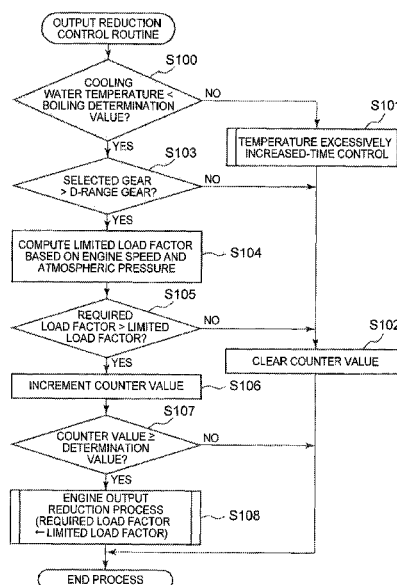 OUTPUT REDUCTION
CONTROL ROUTINE
S100
COOLING
WATER TEMPERATURE <
BOILING DETERMINATION
VALUE?
NO
S101
YES
TEMPERATURE EXCESSIVELY
INCREASED-TIME CONTROL
S103
SELECTED GEAR
> D-RANGE GEAR?
NO
YES
COMPUTE LIMITED LOAD FACTOR
BASED ON ENGINE SPEED AND
ATMOSPHERIC PRESSURE
S104
S105
REQUIRED
LOAD FACTOR > LIMITED
LOAD FACTOR?
NO
S102
YES
CLEAR COUNTER VALUE
INCREMENT COUNTER VALUE
S106
S107
COUNTER VALUE ≥
DETERMINATION
VALUE?
NO
YES
ENGINE OUTPUT
REDUCTION PROCESS
(REQUIRED LOAD FACTOR
← LIMITED LOAD FACTOR)
S108
END PROCESS